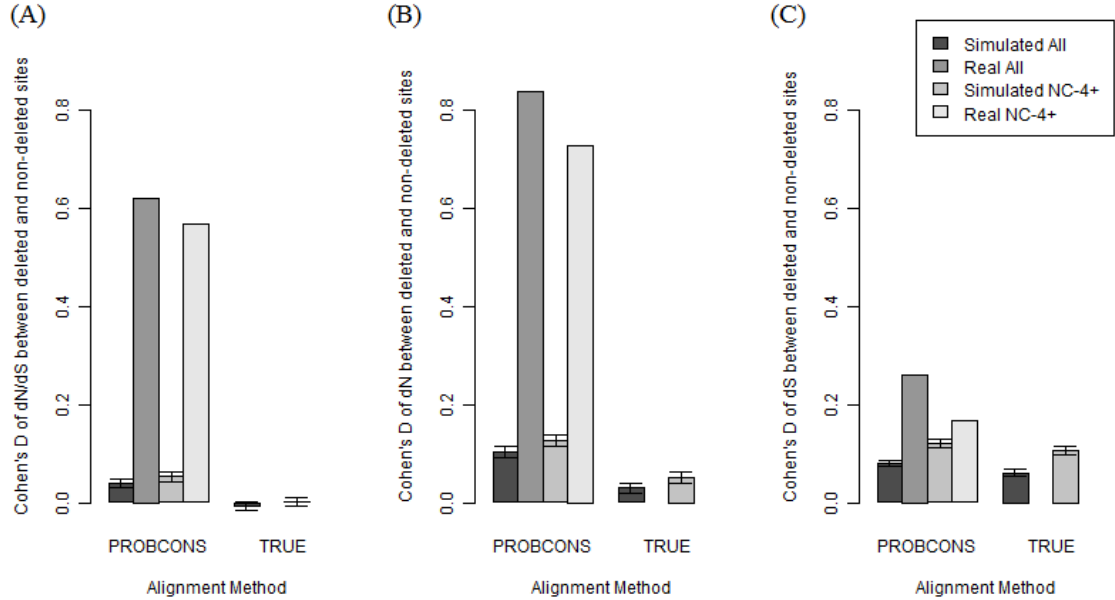 (A)
Cohen's D of dN/dS between deleted and non-deleted sites
0.0
0.2
0.4
0.6
0.8
PROBCONS
TRUE
Alignment Method
(B)
Cohen's D of dN between deleted and non-deleted sites
0.0
0.2
0.4
0.6
0.8
PROBCONS
TRUE
Alignment Method
(C)
Cohen's D of dS between deleted and non-deleted sites
0.0
0.2
0.4
0.6
0.8
PROBCONS
TRUE
Alignment Method
Simulated All
Real All
Simulated NC-4+
Real NC-4+